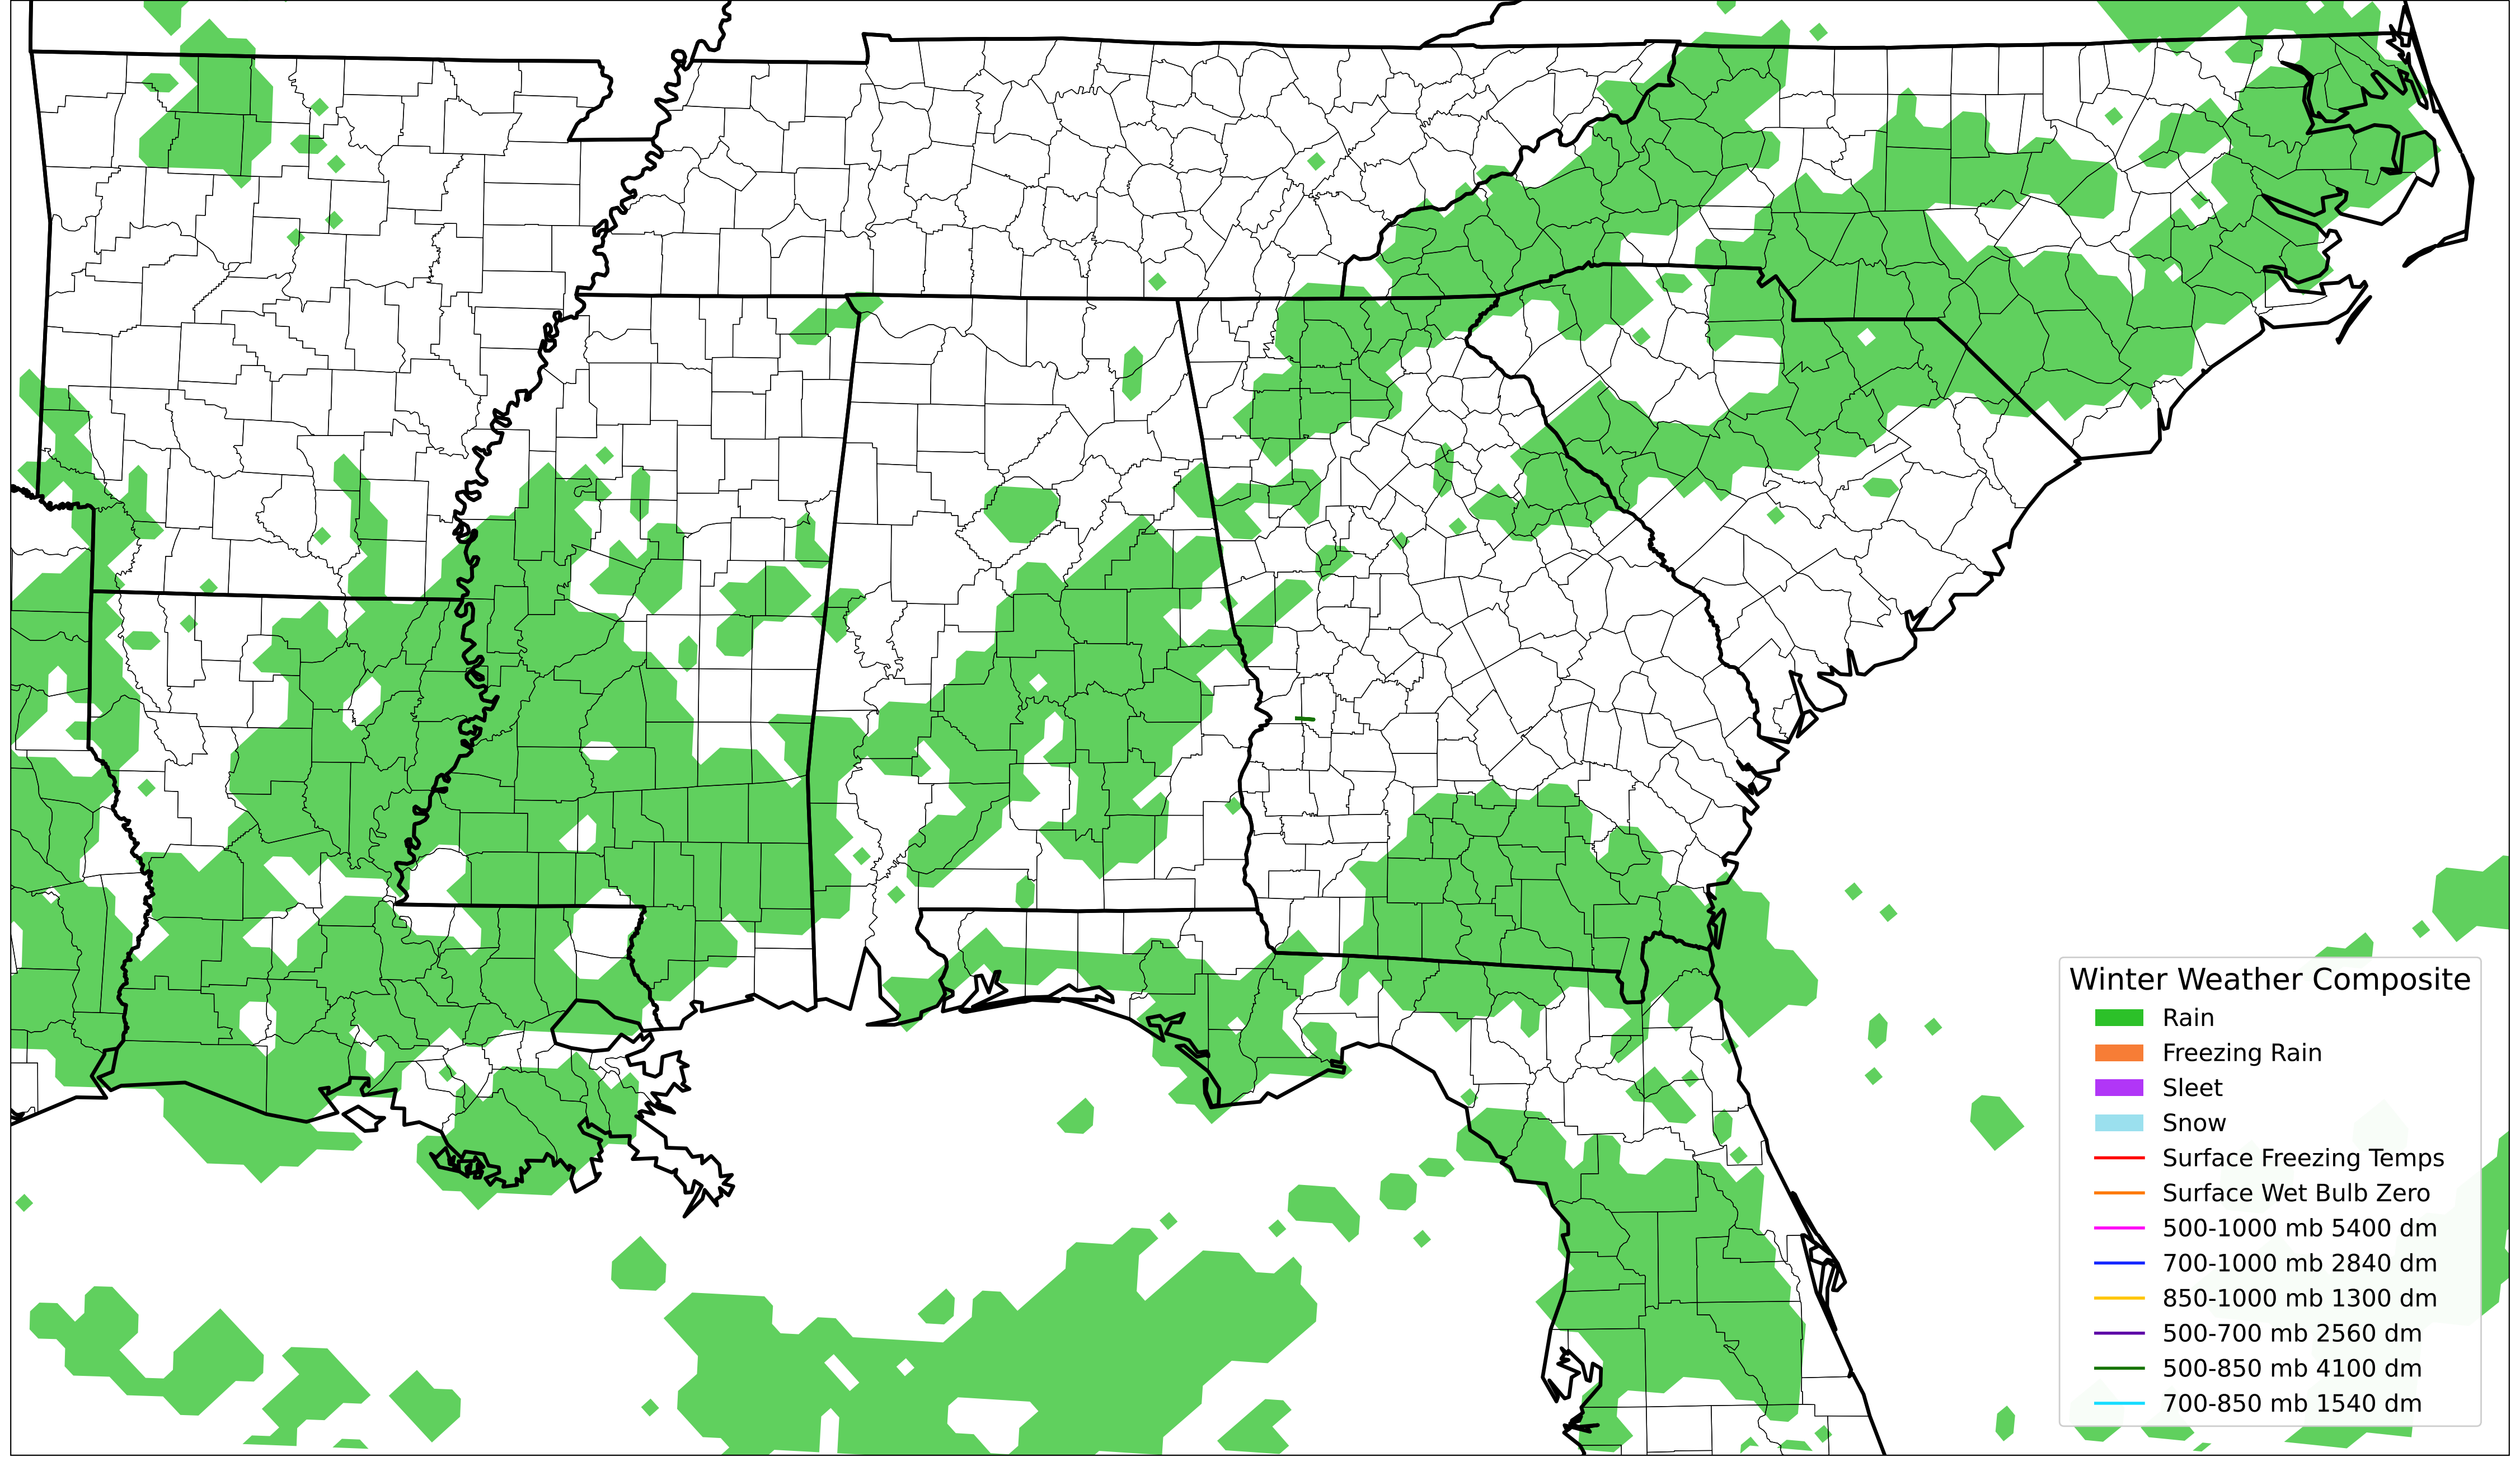 Winter Weather Composite
Rain
Freezing Rain
Sleet
Snow
Surface Freezing Temps
Surface Wet Bulb Zero
500-1000 mb 5400 dm
700-1000 mb 2840 dm
850-1000 mb 1300 dm
500-700 mb 2560 dm
500-850 mb 4100 dm
700-850 mb 1540 dm